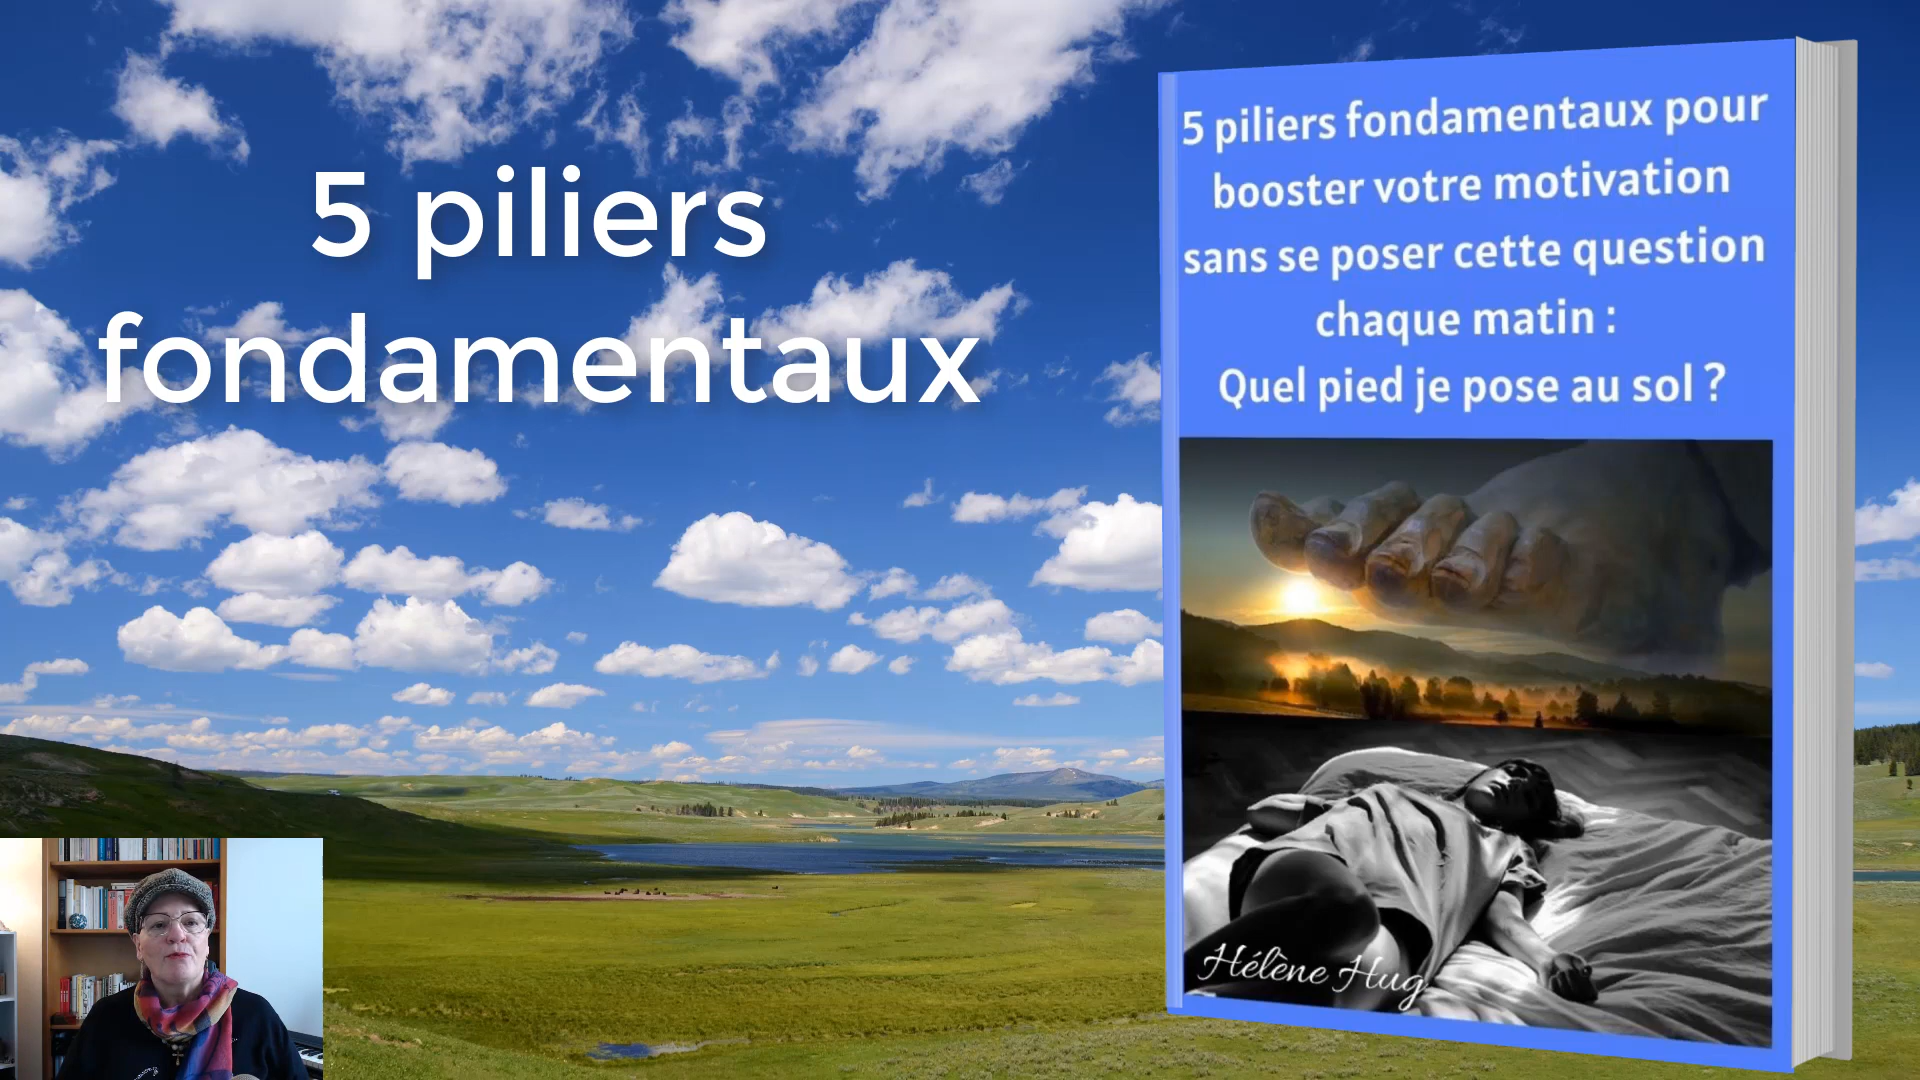 5 piliers
fondamentaux
5 piliers fondamentaux pour
booster votre motivation
sans se poser cette question
chaque matin :
Quel pied je pose au sol ?
Hélène Hug